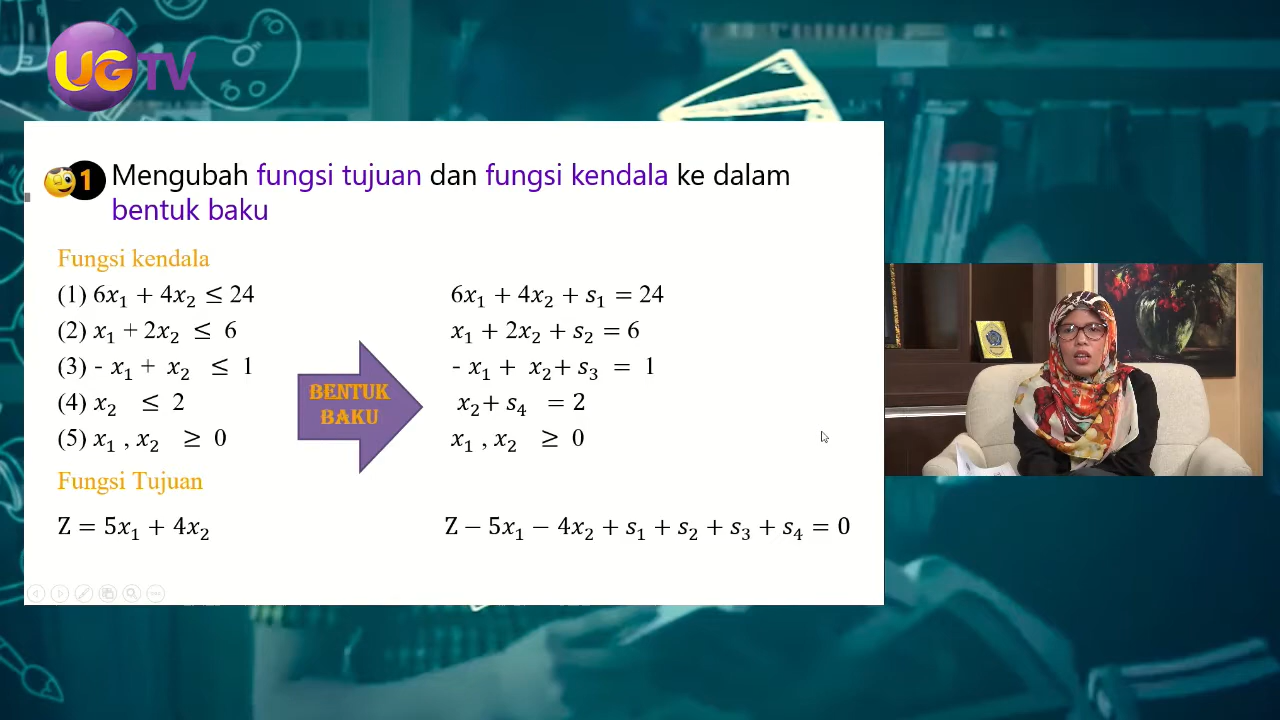 UGTV
1 Mengubah fungsi tujuan dan fungsi kendala ke dalam
bentuk baku
Fungsi kendala
(1) 6x₁ + 4x₂ ≤ 24
6x₁ + 4x₂ + s₁ = 24
(2) x₁ + 2x₂ ≤ 6
x₁ + 2x₂ + s₂ = 6
(3) - x₁ + x₂ ≤ 1
- x₁ + x₂ + s₃ = 1
(4) x₂ ≤ 2
x₂ + s₄ = 2
(5) x₁ , x₂ ≥ 0
x₁ , x₂ ≥ 0
BENTUK
BAKU
Fungsi Tujuan
Z = 5x₁ + 4x₂
Z − 5x₁ − 4x₂ + s₁ + s₂ + s₃ + s₄ = 0